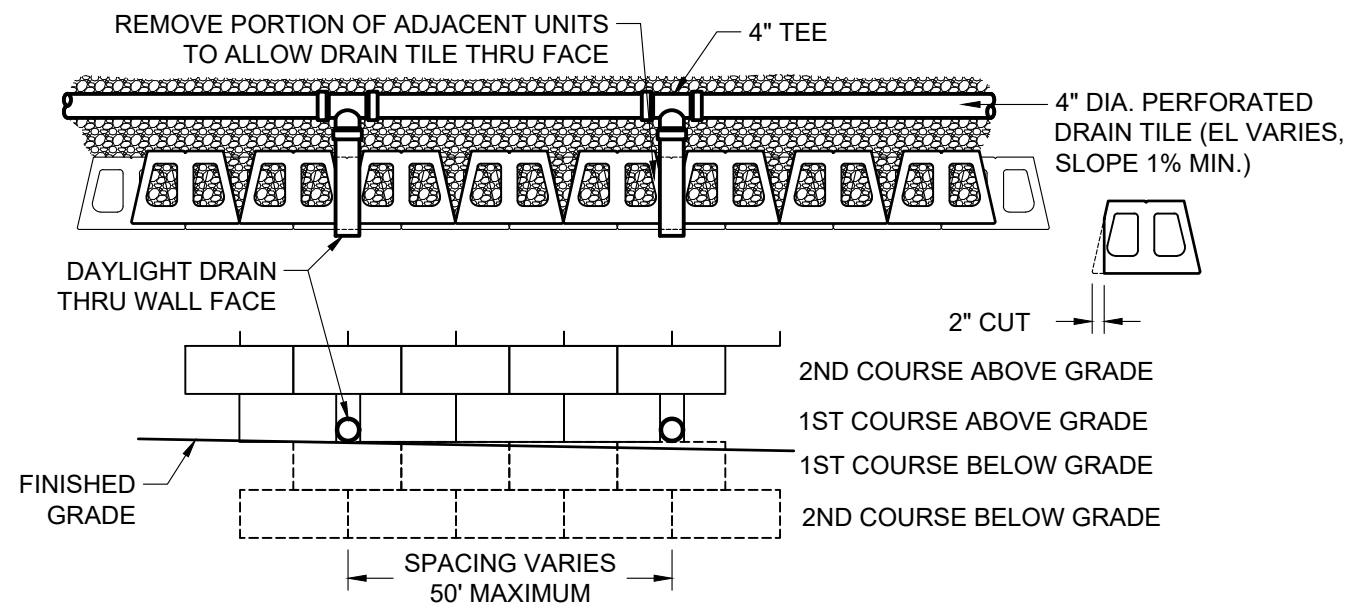 REMOVE PORTION OF ADJACENT UNITS
TO ALLOW DRAIN TILE THRU FACE
4" TEE
4" DIA. PERFORATED
DRAIN TILE (EL VARIES,
SLOPE 1% MIN.)
DAYLIGHT DRAIN
THRU WALL FACE
2" CUT
2ND COURSE ABOVE GRADE
1ST COURSE ABOVE GRADE
1ST COURSE BELOW GRADE
2ND COURSE BELOW GRADE
FINISHED
GRADE
SPACING VARIES
50' MAXIMUM